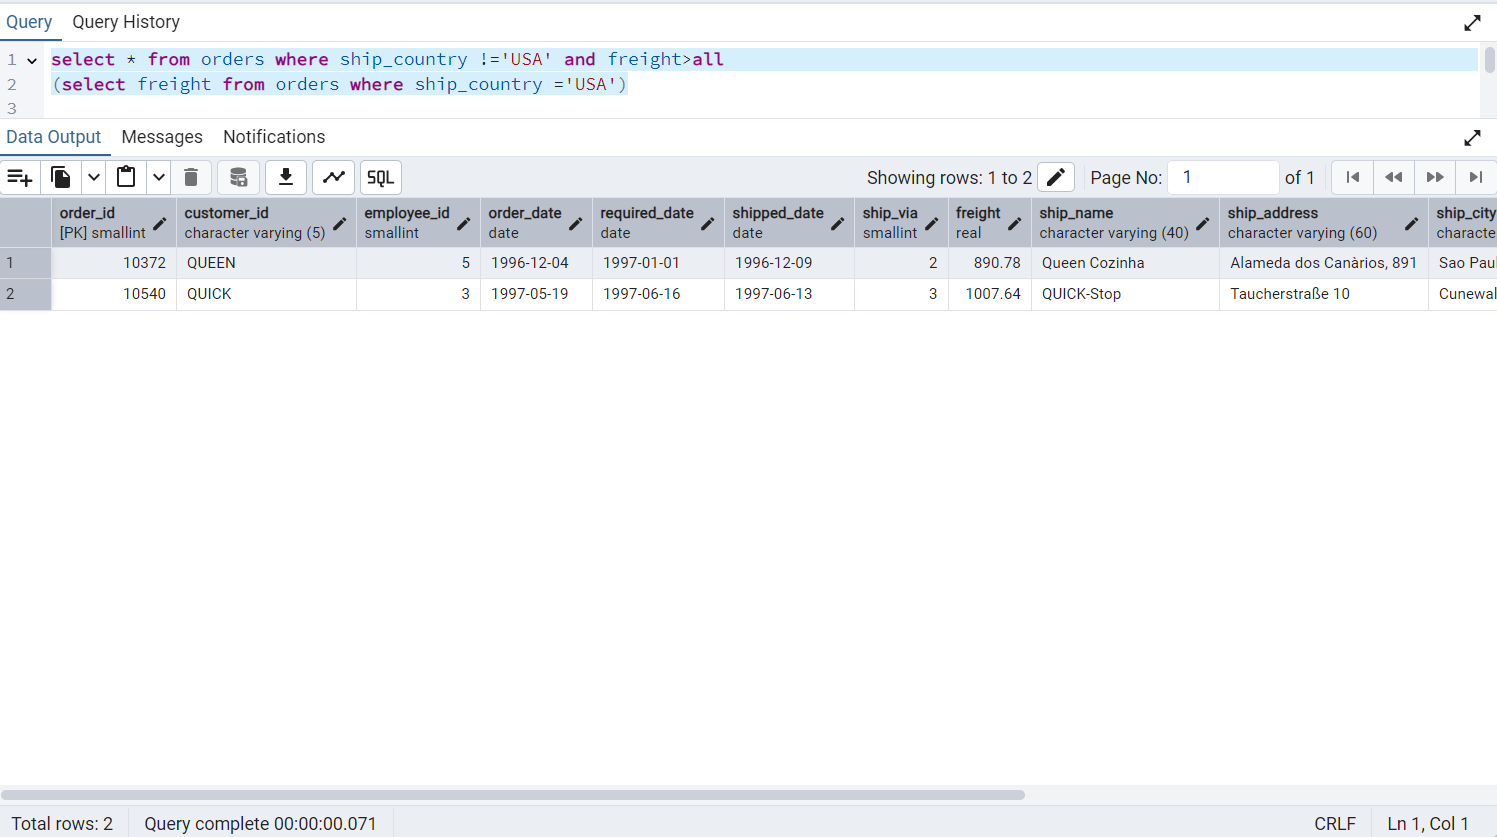 Query Query History
1 select * from orders where ship_country !='USA' and freight>all
2 (select freight from orders where ship_country ='USA')
3
Data Output Messages Notifications
SQL Showing rows: 1 to 2 Page No: 1 of 1
order_id customer_id employee_id order_date required_date shipped_date ship_via freight ship_name ship_address ship_city
[PK] smallint character varying (5) smallint date date date smallint real character varying (40) character varying (60) characte
1 10372 QUEEN 5 1996-12-04 1997-01-01 1996-12-09 2 890.78 Queen Cozinha Alameda dos Canàrios, 891 Sao Paul
2 10540 QUICK 3 1997-05-19 1997-06-16 1997-06-13 3 1007.64 QUICK-Stop Taucherstraße 10 Cunewal
Total rows: 2 Query complete 00:00:00.071 CRLF Ln 1, Col 1